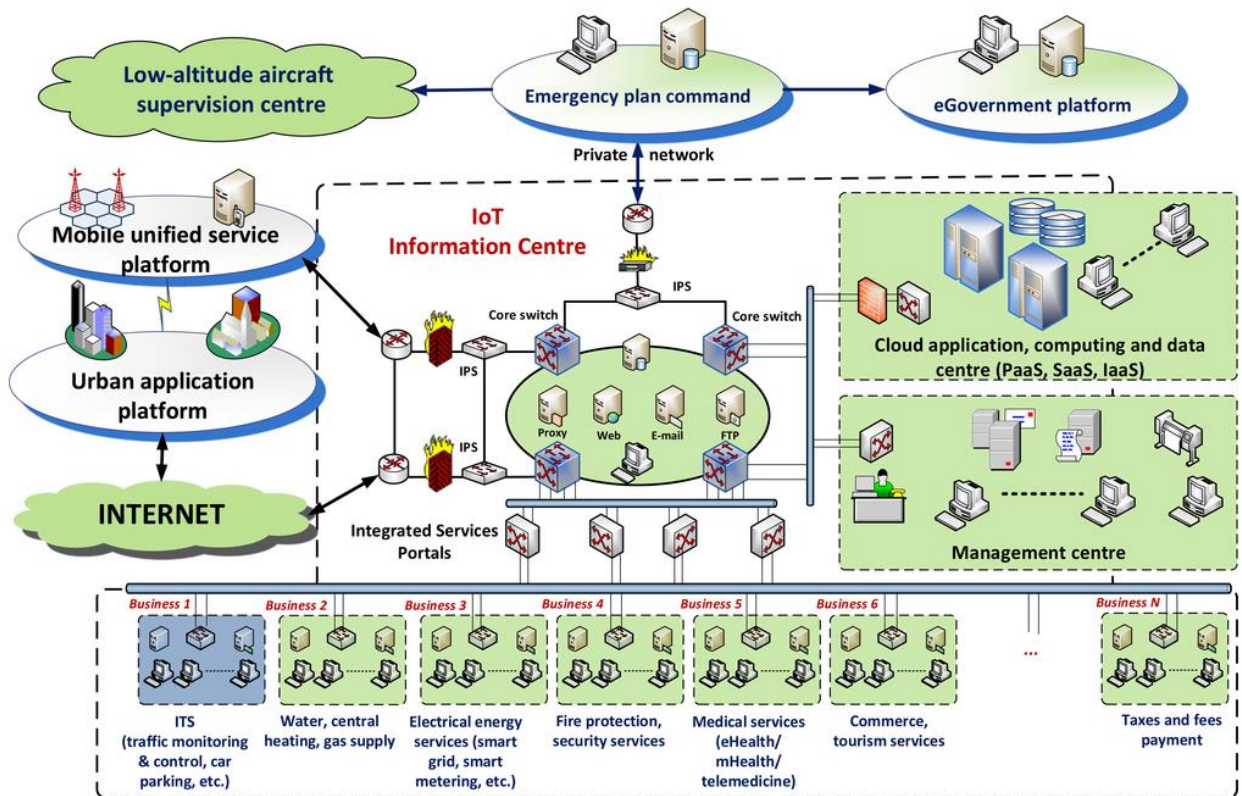 Low-altitude aircraft
supervision centre
Emergency plan command
eGovernment platform
Private network
Mobile unified service
platform
IoT
Information Centre
IPS
Core switch
Core switch
Cloud application, computing and data
centre (PaaS, SaaS, IaaS)
Urban application
platform
IPS
Proxy
Web
E-mail
FTP
IPS
INTERNET
Integrated Services
Portals
Management centre
Business 1
Business 2
Business 3
Business 4
Business 5
Business 6
...
Business N
ITS
(traffic monitoring
& control, car
parking, etc.)
Water, central
heating, gas supply
Electrical energy
services (smart
grid, smart
metering, etc.)
Fire protection,
security services
Medical services
(eHealth/
mHealth/
telemedicine)
Commerce,
tourism services
Taxes and fees
payment